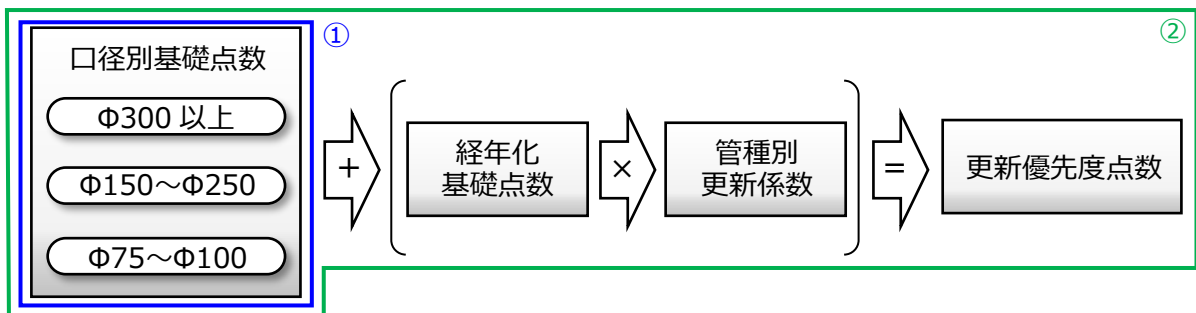 ①
②
口径別基礎点数
Φ300 以上
Φ150～Φ250
Φ75～Φ100
+
経年化
基礎点数
×
管種別
更新係数
=
更新優先度点数